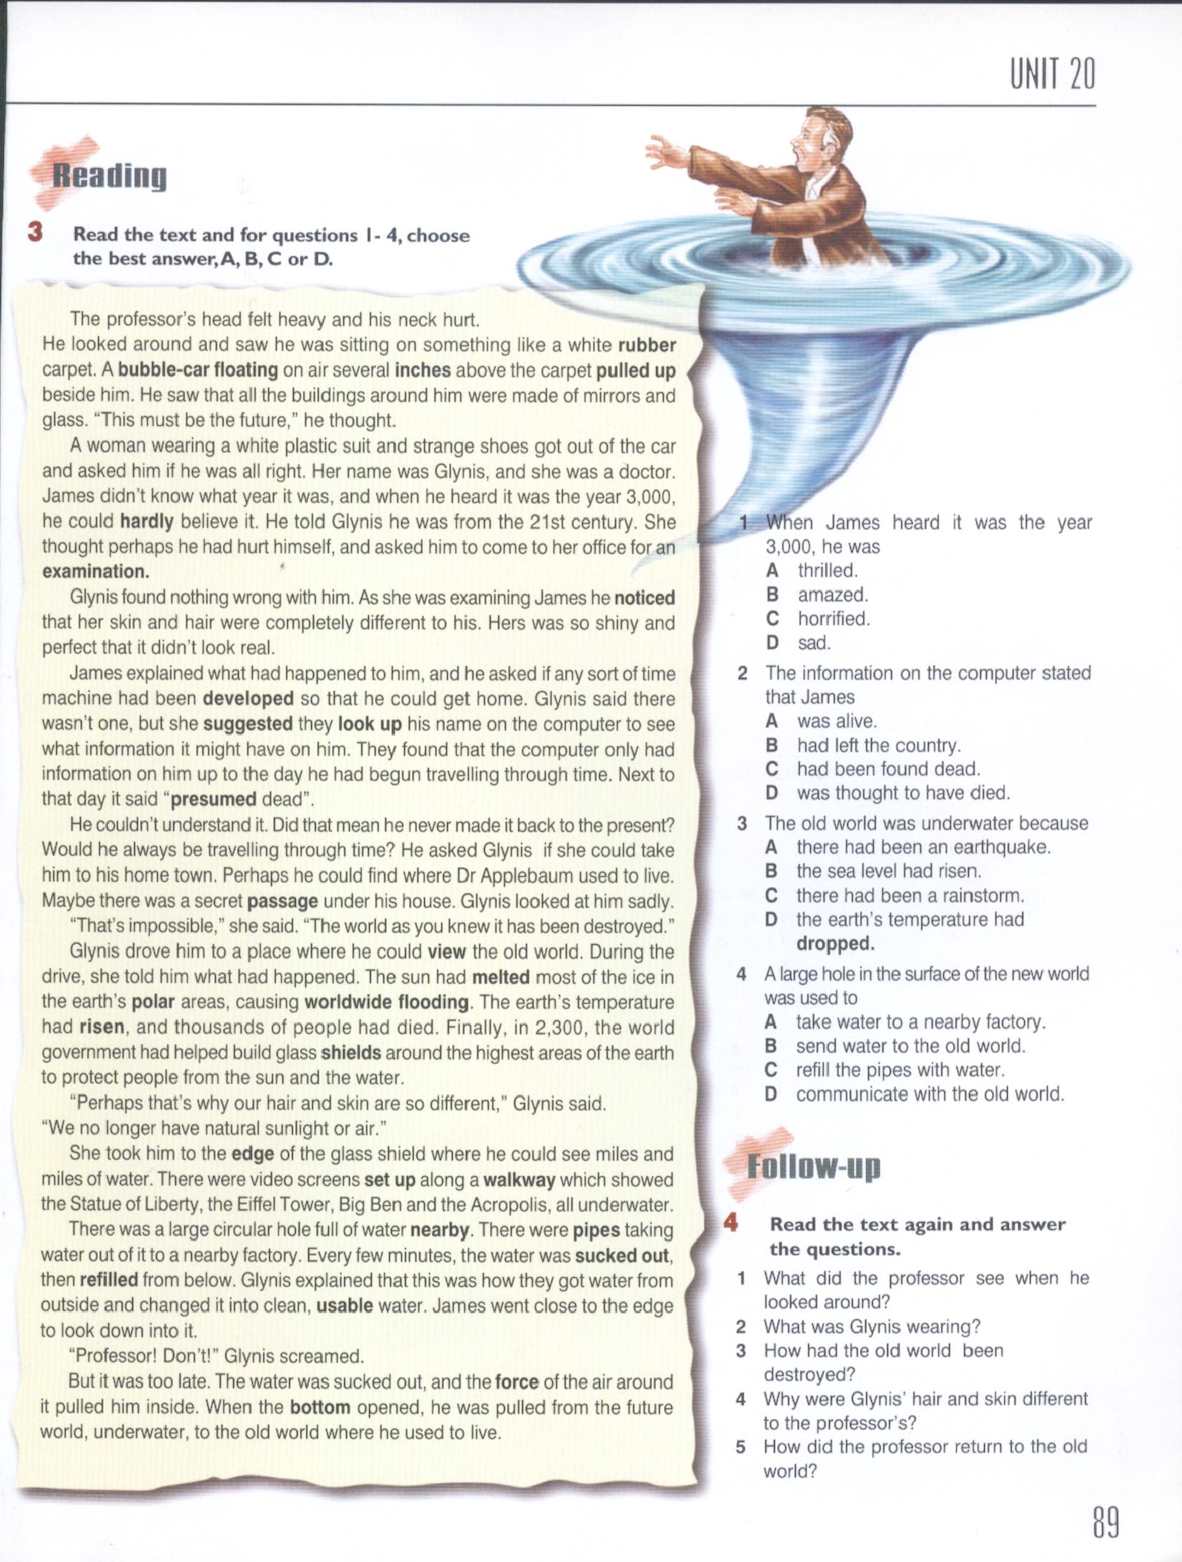 UNIT 20
Reading
3 Read the text and for questions 1- 4, choose
the best answer, A, B, C or D.
The professor's head felt heavy and his neck hurt.
He looked around and saw he was sitting on something like a white rubber
carpet. A bubble-car floating on air several inches above the carpet pulled up
beside him. He saw that all the buildings around him were made of mirrors and
glass. "This must be the future," he thought.
A woman wearing a white plastic suit and strange shoes got out of the car
and asked him if he was all right. Her name was Glynis, and she was a doctor.
James didn't know what year it was, and when he heard it was the year 3,000,
he could hardly believe it. He told Glynis he was from the 21st century. She
thought perhaps he had hurt himself, and asked him to come to her office for an
examination.
Glynis found nothing wrong with him. As she was examining James he noticed
that her skin and hair were completely different to his. Hers was so shiny and
perfect that it didn't look real.
James explained what had happened to him, and he asked if any sort of time
machine had been developed so that he could get home. Glynis said there
wasn't one, but she suggested they look up his name on the computer to see
what information it might have on him. They found that the computer only had
information on him up to the day he had begun travelling through time. Next to
that day it said "presumed dead".
He couldn't understand it. Did that mean he never made it back to the present?
Would he always be travelling through time? He asked Glynis if she could take
him to his home town. Perhaps he could find where Dr Applebaum used to live.
Maybe there was a secret passage under his house. Glynis looked at him sadly.
"That's impossible," she said. "The world as you knew it has been destroyed."
Glynis drove him to a place where he could view the old world. During the
drive, she told him what had happened. The sun had melted most of the ice in
the earth's polar areas, causing worldwide flooding. The earth's temperature
had risen, and thousands of people had died. Finally, in 2,300, the world
government had helped build glass shields around the highest areas of the earth
to protect people from the sun and the water.
"Perhaps that's why our hair and skin are so different," Glynis said.
"We no longer have natural sunlight or air."
She took him to the edge of the glass shield where he could see miles and
miles of water. There were video screens set up along a walkway which showed
the Statue of Liberty, the Eiffel Tower, Big Ben and the Acropolis, all underwater.
There was a large circular hole full of water nearby. There were pipes taking
water out of it to a nearby factory. Every few minutes, the water was sucked out,
then refilled from below. Glynis explained that this was how they got water from
outside and changed it into clean, usable water. James went close to the edge
to look down into it.
"Professor! Don't!" Glynis screamed.
But it was too late. The water was sucked out, and the force of the air around
it pulled him inside. When the bottom opened, he was pulled from the future
world, underwater, to the old world where he used to live.
1 When James heard it was the year
3,000, he was
A thrilled.
B amazed.
C horrified.
D sad.
2 The information on the computer stated
that James
A was alive.
B had left the country.
C had been found dead.
D was thought to have died.
3 The old world was underwater because
A there had been an earthquake.
B the sea level had risen.
C there had been a rainstorm.
D the earth's temperature had
dropped.
4 A large hole in the surface of the new world
was used to
A take water to a nearby factory.
B send water to the old world.
C refill the pipes with water.
D communicate with the old world.
Follow-up
4 Read the text again and answer
the questions.
1 What did the professor see when he
looked around?
2 What was Glynis wearing?
3 How had the old world been
destroyed?
4 Why were Glynis' hair and skin different
to the professor's?
5 How did the professor return to the old
world?
89